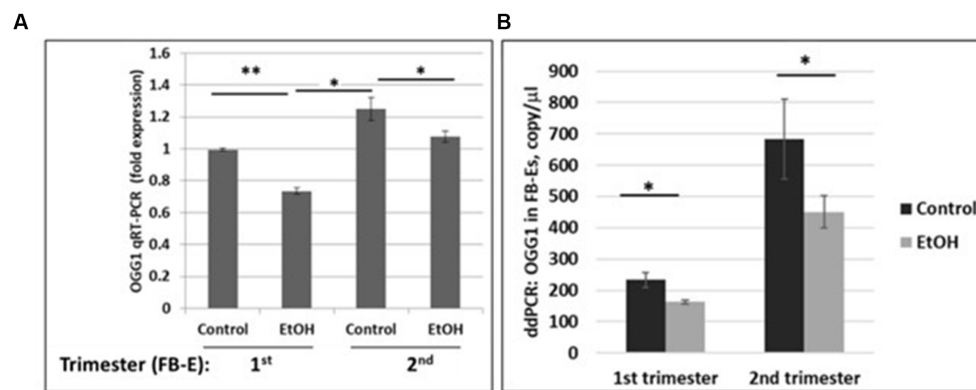 A
OGG1 qRT-PCR (fold expression)
1.6
1.4
1.2
1
0.8
0.6
0.4
0.2
0
**
*
*
Control EtOH Control EtOH
Trimester (FB-E): 1st 2nd
B
ddPCR: OGG1 in FB-Es, copy/μl
900
800
700
600
500
400
300
200
100
0
*
*
1st trimester 2nd trimester
Control
EtOH